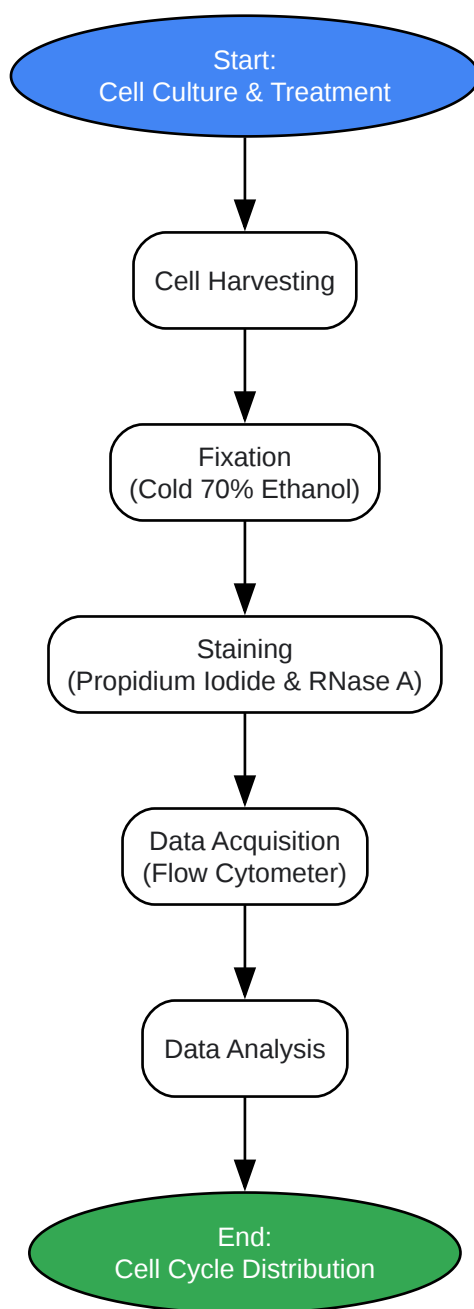 Start:
Cell Culture & Treatment
Cell Harvesting
Fixation
(Cold 70% Ethanol)
Staining
(Propidium Iodide & RNase A)
Data Acquisition
(Flow Cytometer)
Data Analysis
End:
Cell Cycle Distribution